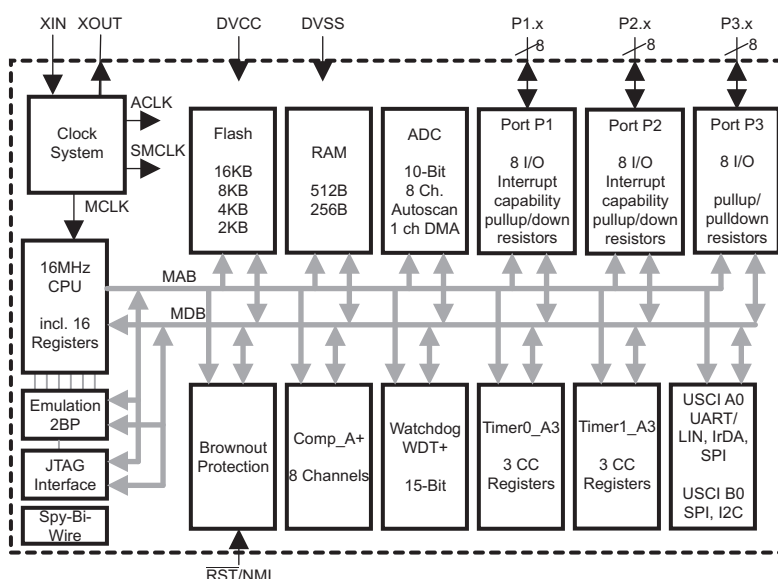 XIN XOUT DVCC DVSS P1.x P2.x P3.x
8 8 8
ACLK
Clock
System
SMCLK
MCLK
Flash
16KB
8KB
4KB
2KB
RAM
512B
256B
ADC
10-Bit
8 Ch.
Autoscan
1 ch DMA
Port P1
8 I/O
Interrupt
capability
pullup/down
resistors
Port P2
8 I/O
Interrupt
capability
pullup/down
resistors
Port P3
8 I/O
pullup/
pulldown
resistors
16MHz
CPU
incl. 16
Registers
MAB
MDB
Emulation
2BP
JTAG
Interface
Spy-Bi-
Wire
Brownout
Protection
Comp_A+
8 Channels
Watchdog
WDT+
15-Bit
Timer0_A3
3 CC
Registers
Timer1_A3
3 CC
Registers
USCI A0
UART/
LIN, IrDA,
SPI
USCI B0
SPI, I2C
RST/NMI